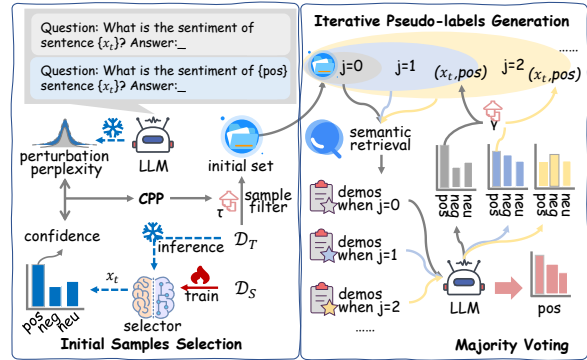 Question: What is the sentiment of
sentence {x_t}? Answer:_
Question: What is the sentiment of {pos}
sentence {x_t}? Answer:_
perturbation
perplexity
LLM
initial set
CPP
τ
sample
filter
confidence
inference
D_T
x_t
train
D_S
pos
neg
neu
selector
Initial Samples Selection
Iterative Pseudo-labels Generation
......
j=0
j=1
(x_t,pos)
j=2
(x_t,pos)
semantic
retrieval
γ
demos
when j=0
pos
neg
neu
pos
neg
neu
pos
neg
neu
demos
when j=1
demos
when j=2
......
LLM
pos
Majority Voting